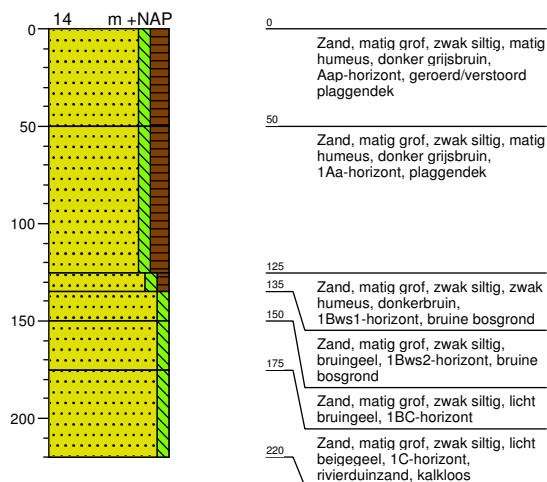 14 m +NAP
0
50
100
150
200
0
Zand, matig grof, zwak siltig, matig
humeus, donker grijsbruin,
Aap-horizont, geroerd/verstoord
plaggendek
50
Zand, matig grof, zwak siltig, matig
humeus, donker grijsbruin,
1Aa-horizont, plaggendek
125
Zand, matig grof, zwak siltig, zwak
humeus, donkerbruin,
1Bws1-horizont, bruine bosgrond
135
Zand, matig grof, zwak siltig,
bruingeel, 1Bws2-horizont, bruine
bosgrond
150
Zand, matig grof, zwak siltig, licht
bruingeel, 1BC-horizont
175
Zand, matig grof, zwak siltig, licht
beigegeel, 1C-horizont,
rivierduinzand, kalkloos
220